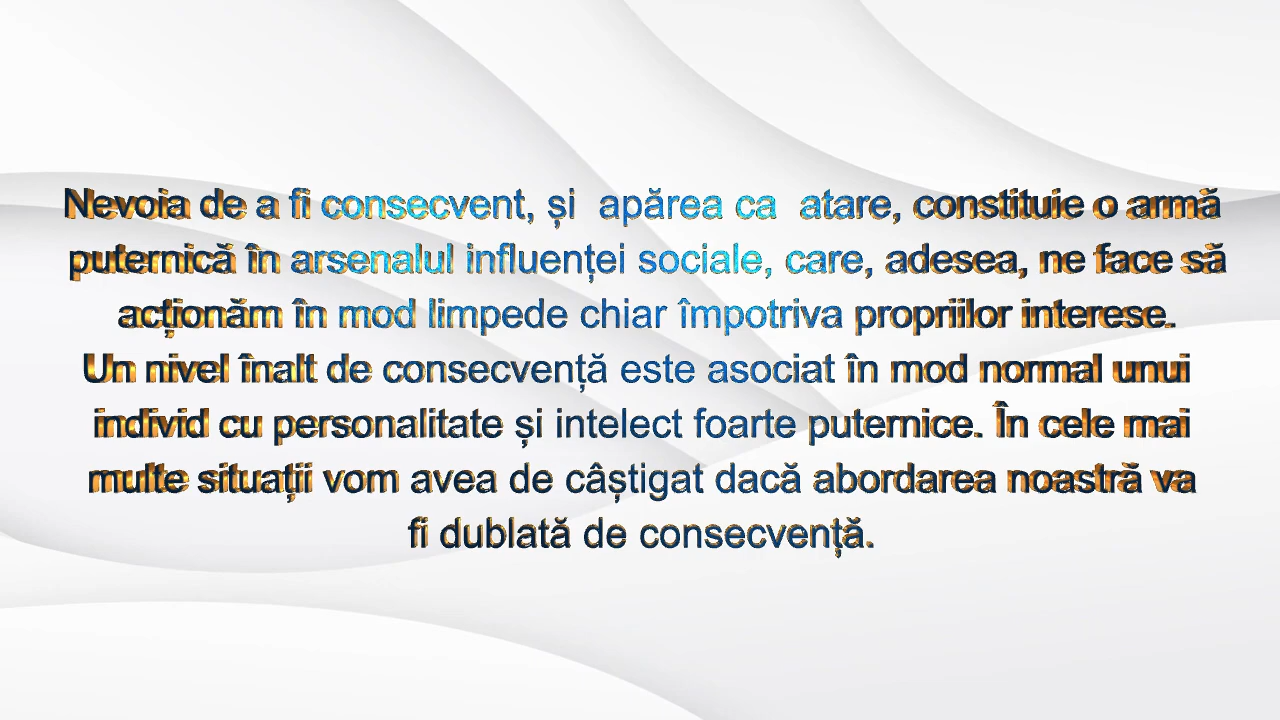 Nevoia de a fi consecvent, și apărea ca atare, constituie o armă
puternică în arsenalul influenței sociale, care, adesea, ne face să
acționăm în mod limpede chiar împotriva propriilor interese.
Un nivel înalt de consecvență este asociat în mod normal unui
individ cu personalitate și intelect foarte puternice. În cele mai
multe situații vom avea de câștigat dacă abordarea noastră va
fi dublată de consecvență.